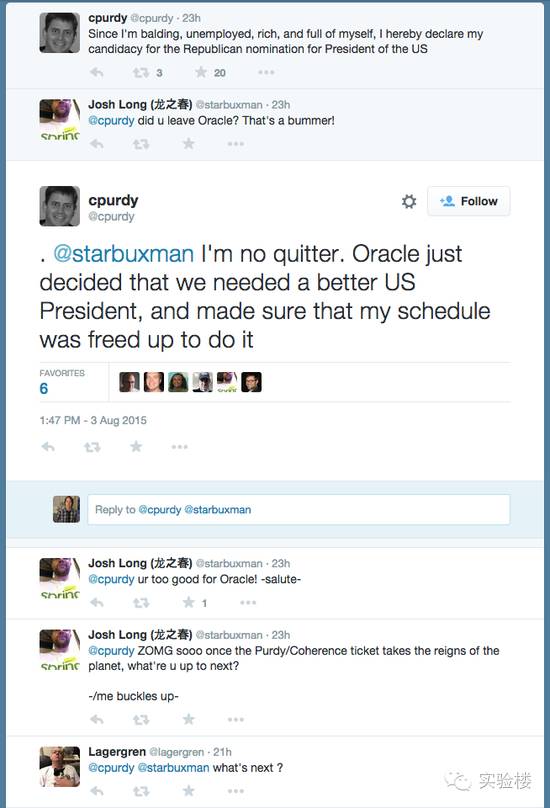 cpurdy @cpurdy · 23h
Since I'm balding, unemployed, rich, and full of myself, I hereby declare my
candidacy for the Republican nomination for President of the US
3 20
Josh Long (龙之春) @starbuxman · 23h
@cpurdy did u leave Oracle? That's a bummer!
spring
cpurdy
@cpurdy
Follow
. @starbuxman I'm no quitter. Oracle just
decided that we needed a better US
President, and made sure that my schedule
was freed up to do it
FAVORITES
6
1:47 PM - 3 Aug 2015
Reply to @cpurdy @starbuxman
Josh Long (龙之春) @starbuxman · 23h
@cpurdy ur too good for Oracle! -salute-
spring
1
Josh Long (龙之春) @starbuxman · 23h
@cpurdy ZOMG sooo once the Purdy/Coherence ticket takes the reigns of the
planet, what're u up to next?
spring
-/me buckles up-
Lagergren @lagergren · 21h
@cpurdy @starbuxman what's next ?
实验楼